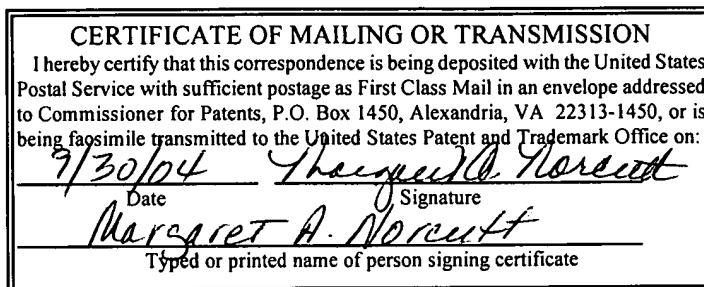 CERTIFICATE OF MAILING OR TRANSMISSION
I hereby certify that this correspondence is being deposited with the United States
Postal Service with sufficient postage as First Class Mail in an envelope addressed
to Commissioner for Patents, P.O. Box 1450, Alexandria, VA 22313-1450, or is
being facsimile transmitted to the United States Patent and Trademark Office on:
9/30/04 Margaret A. Norcutt
Date Signature
Margaret A. Norcutt
Typed or printed name of person signing certificate